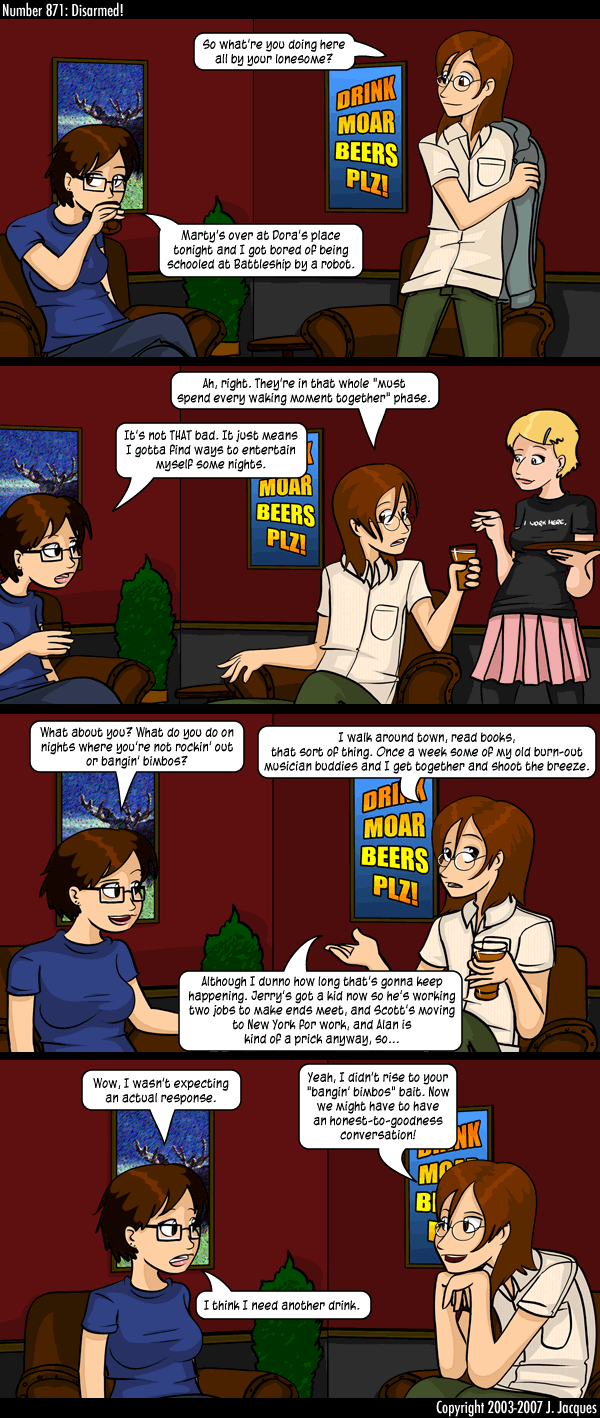 Number 871: Disarmed!
So what're you doing here
all by your lonesome?
DRINK
MOAR
BEERS
PLZ!
Marty's over at Dora's place
tonight and I got bored of being
schooled at Battleship by a robot.
Ah, right. They're in that whole "must
spend every waking moment together" phase.
It's not THAT bad. It just means
I gotta find ways to entertain
myself some nights.
K
MOAR
BEERS
PLZ!
I WORK HERE.
What about you? What do you do on
nights where you're not rockin' out
or bangin' bimbos?
I walk around town, read books,
that sort of thing. Once a week some of my old burn-out
musician buddies and I get together and shoot the breeze.
DRINK
MOAR
BEERS
PLZ!
Although I dunno how long that's gonna keep
happening. Jerry's got a kid now so he's working
two jobs to make ends meet, and Scott's moving
to New York for work, and Alan is
kind of a prick anyway, so...
Wow, I wasn't expecting
an actual response.
Yeah, I didn't rise to your
"bangin' bimbos" bait. Now
we might have to have
an honest-to-goodness
conversation!
DRINK
MO
B
P
I think I need another drink.
Copyright 2003-2007 J. Jacques